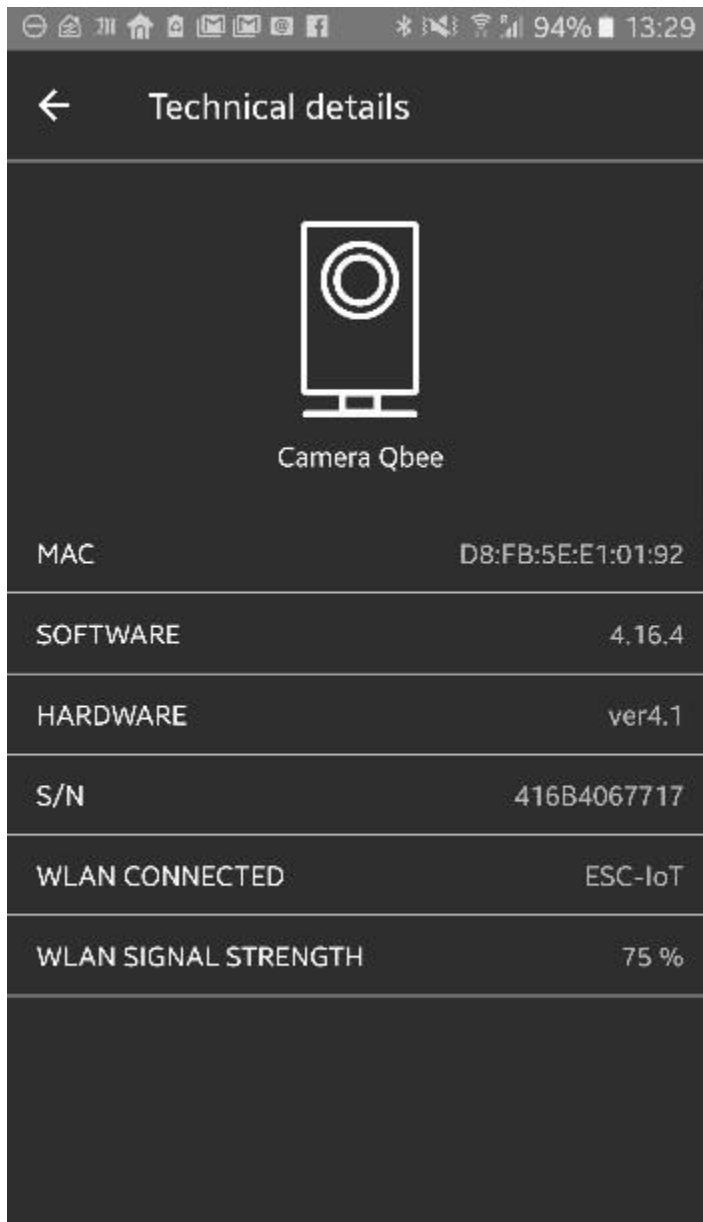 94% 13:29
Technical details
Camera Qbee
MAC D8:FB:5E:E1:01:92
SOFTWARE 4.16.4
HARDWARE ver4.1
S/N 416B4067717
WLAN CONNECTED ESC-IoT
WLAN SIGNAL STRENGTH 75 %